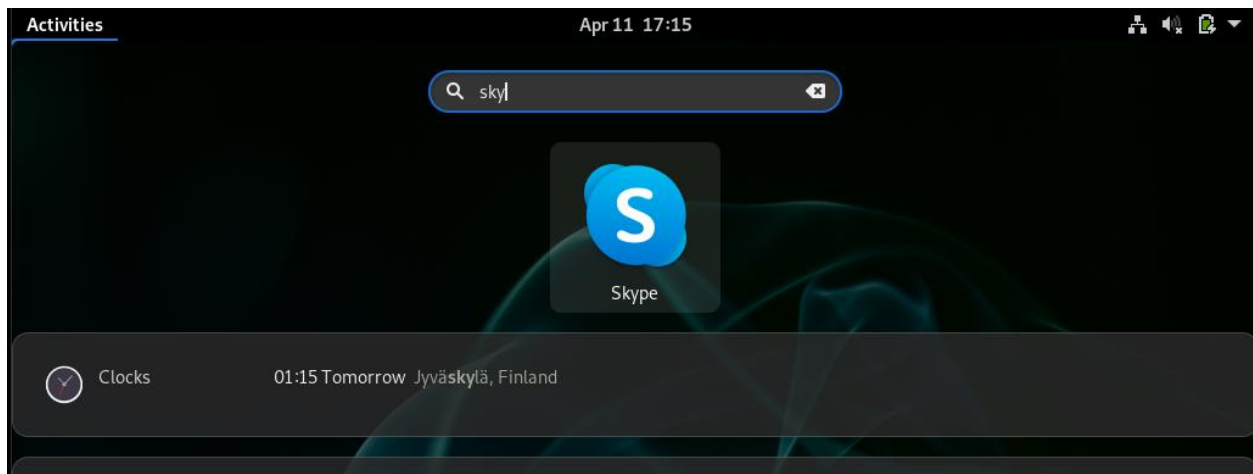 Activities Apr 11 17:15
sky
S
Skype
Clocks 01:15 Tomorrow Jyväskylä, Finland